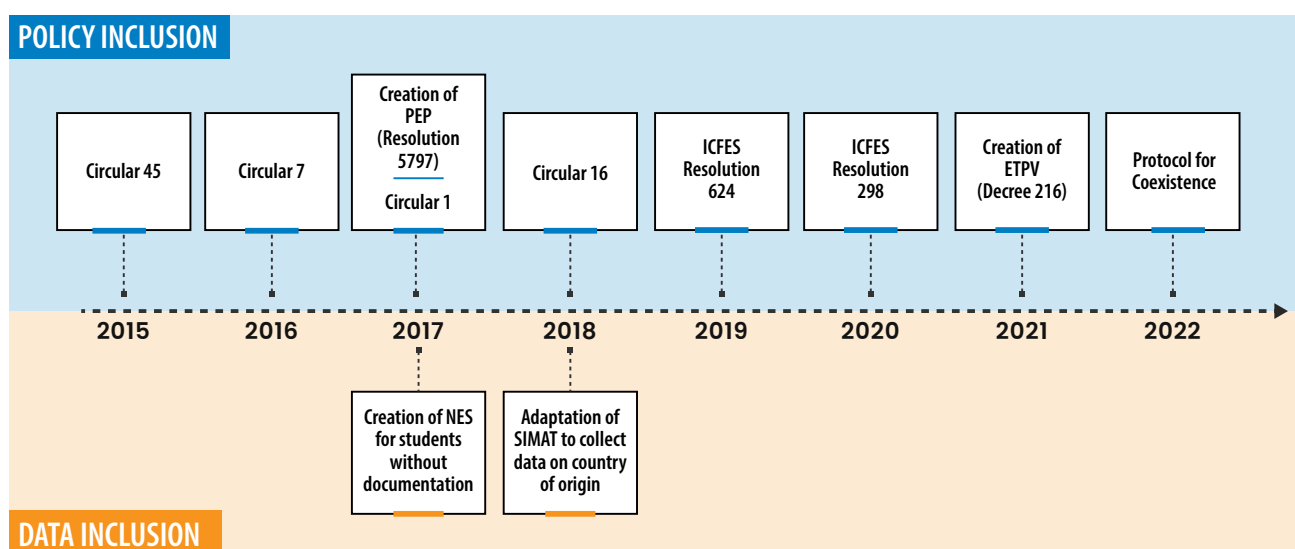 POLICY INCLUSION
Circular 45
Circular 7
Creation of
PEP
(Resolution
5797)
Circular 1
Circular 16
ICFES
Resolution
624
ICFES
Resolution
298
Creation of
ETPV
(Decree 216)
Protocol for
Coexistence
2015
2016
2017
2018
2019
2020
2021
2022
Creation of NES
for students
without
documentation
Adaptation of
SIMAT to collect
data on country
of origin
DATA INCLUSION